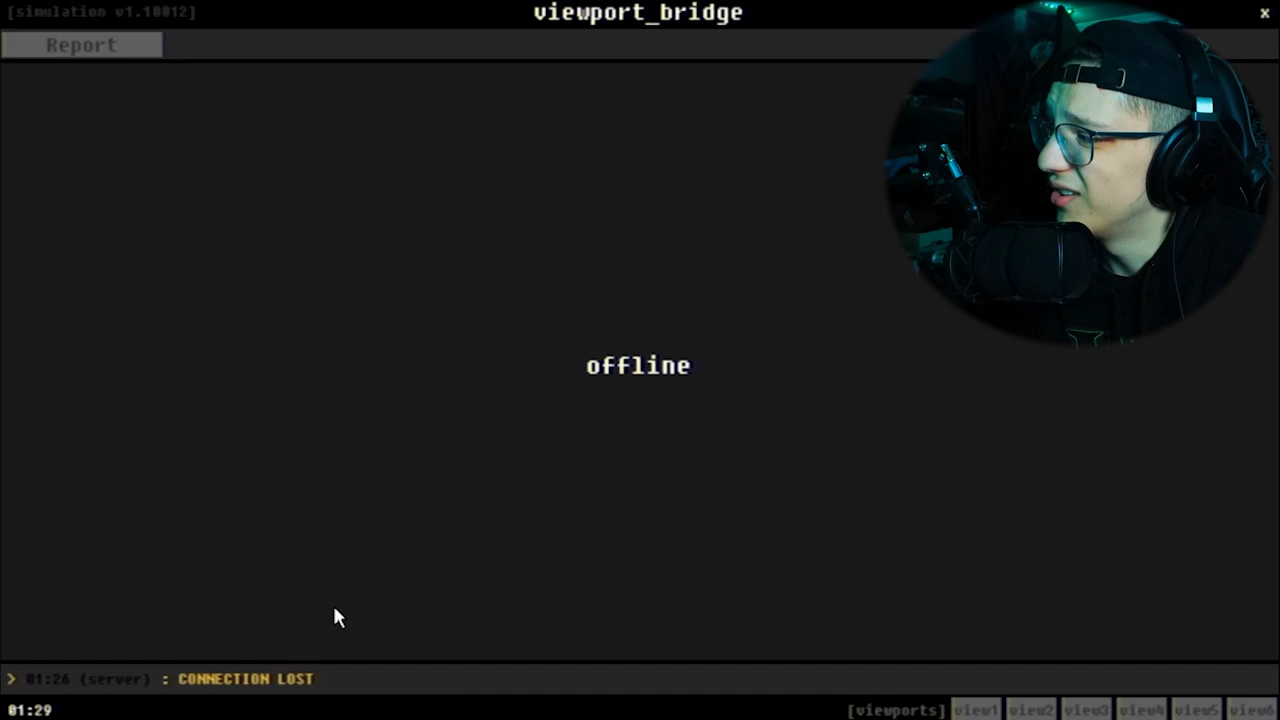 [simulation v1.10012]
viewport_bridge
x
Report
offline
> 01:26 (server) : CONNECTION LOST
01:29
[viewports] view1 view2 view3 view4 view5 view6